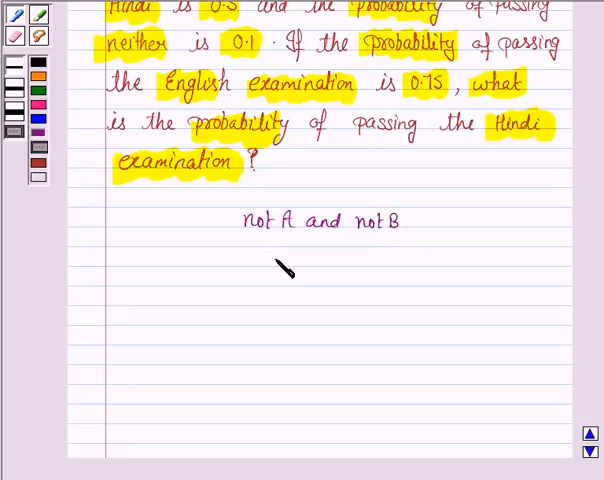 Hindi is 0.5 and the probability of passing
neither is 0.1. If the probability of passing
the English examination is 0.75, what
is the probability of passing the Hindi
examination?
not A and not B